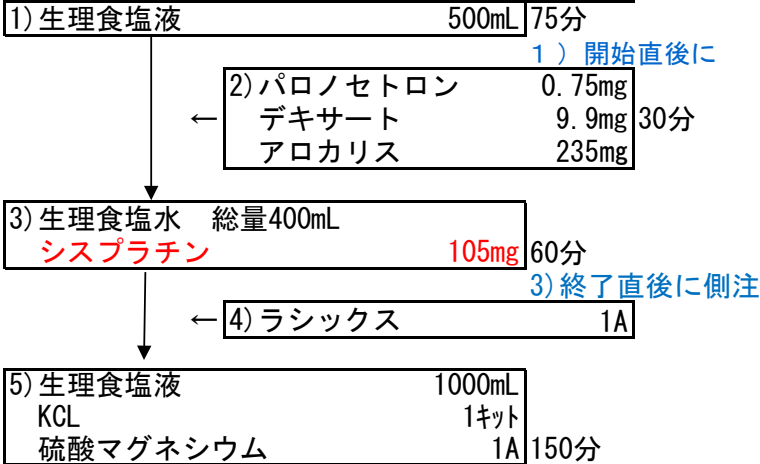 1)生理食塩液 500mL 75分
1）開始直後に
2)パロノセトロン 0.75mg
← デキサート 9.9mg 30分
アロカリス 235mg
3)生理食塩水 総量400mL
シスプラチン 105mg 60分
3)終了直後に側注
← 4)ラシックス 1A
5)生理食塩液 1000mL
KCL 1ｷｯﾄ
硫酸マグネシウム 1A 150分